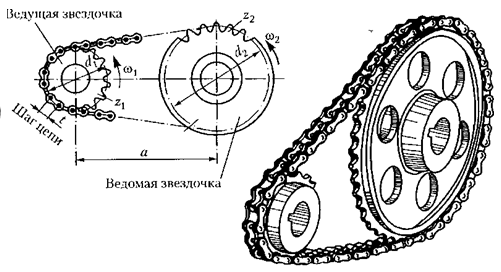 Ведущая звездочка
z₂
d₂
ω₂
d₁
ω₁
z₁
Шаг цепи
t
a
Ведомая звездочка